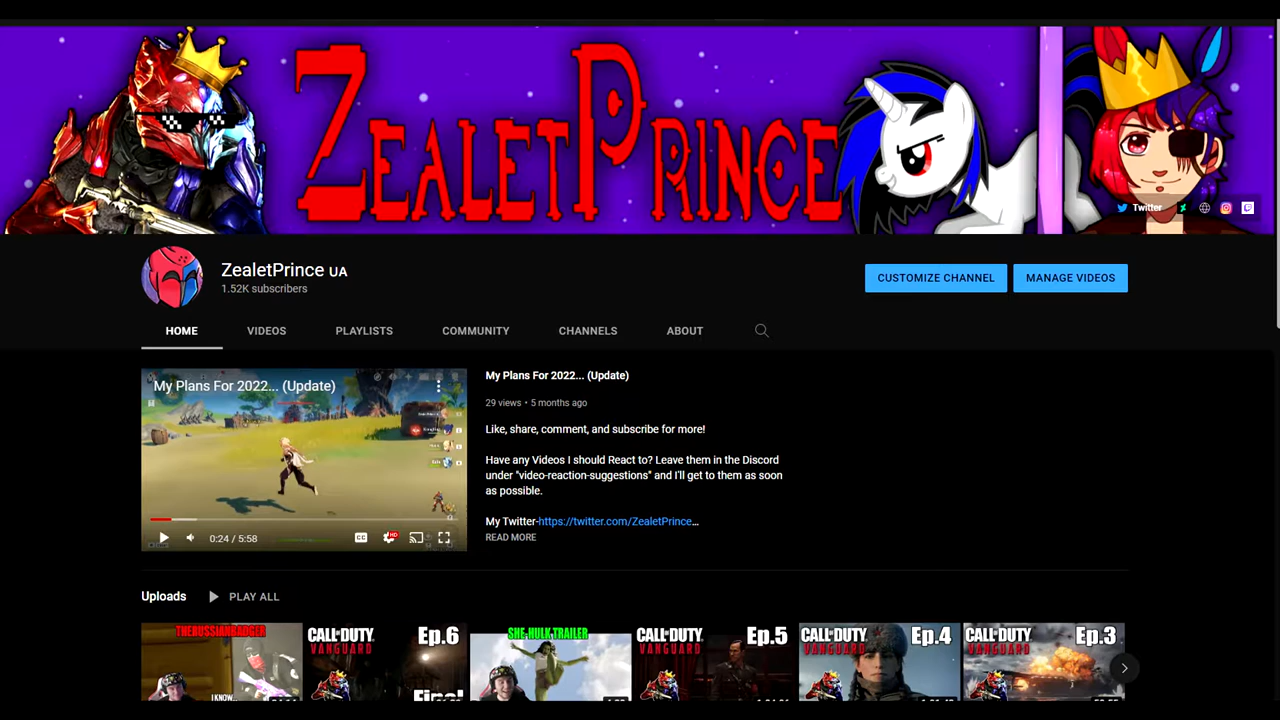 ZEALETPRINCE
Twitter
ZealetPrince UA
1.52K subscribers
CUSTOMIZE CHANNEL
MANAGE VIDEOS
HOME
VIDEOS
PLAYLISTS
COMMUNITY
CHANNELS
ABOUT
My Plans For 2022... (Update)
0:24 / 5:58
CC
HD
My Plans For 2022... (Update)
29 views • 5 months ago
Like, share, comment, and subscribe for more!
Have any Videos I should React to? Leave them in the Discord
under "video-reaction-suggestions" and I'll get to them as soon
as possible.
My Twitter-https://twitter.com/ZealetPrince...
READ MORE
Uploads
PLAY ALL
THERUSSIANBADGER
I KNOW...
CALL OF DUTY
VANGUARD
Ep.6
Final
SHE-HULK TRAILER
CALL OF DUTY
VANGUARD
Ep.5
CALL OF DUTY
VANGUARD
Ep.4
CALL OF DUTY
VANGUARD
Ep.3